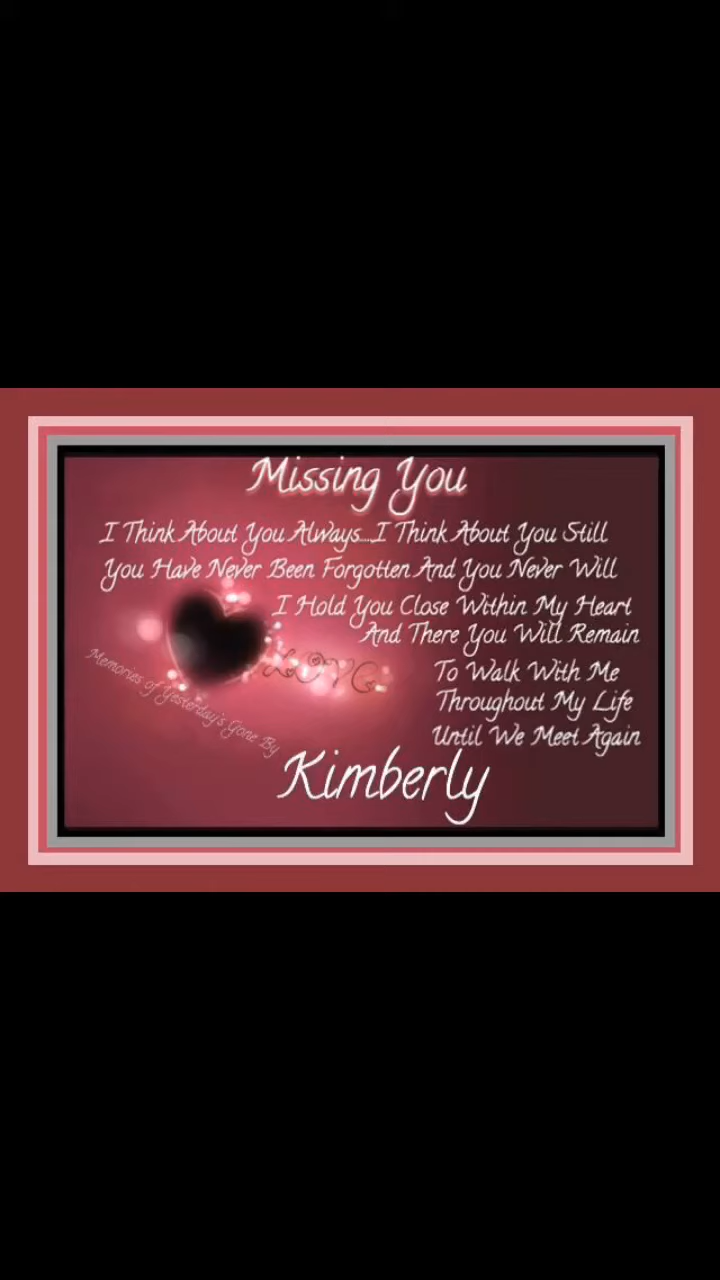 Missing You
I Think About You Always....I Think About You Still
You Have Never Been Forgotten And You Never Will
I Hold You Close Within My Heart
And There You Will Remain
LOVE
To Walk With Me
Throughout My Life
Until We Meet Again
Memories of Yesterday's Gone By
Kimberly